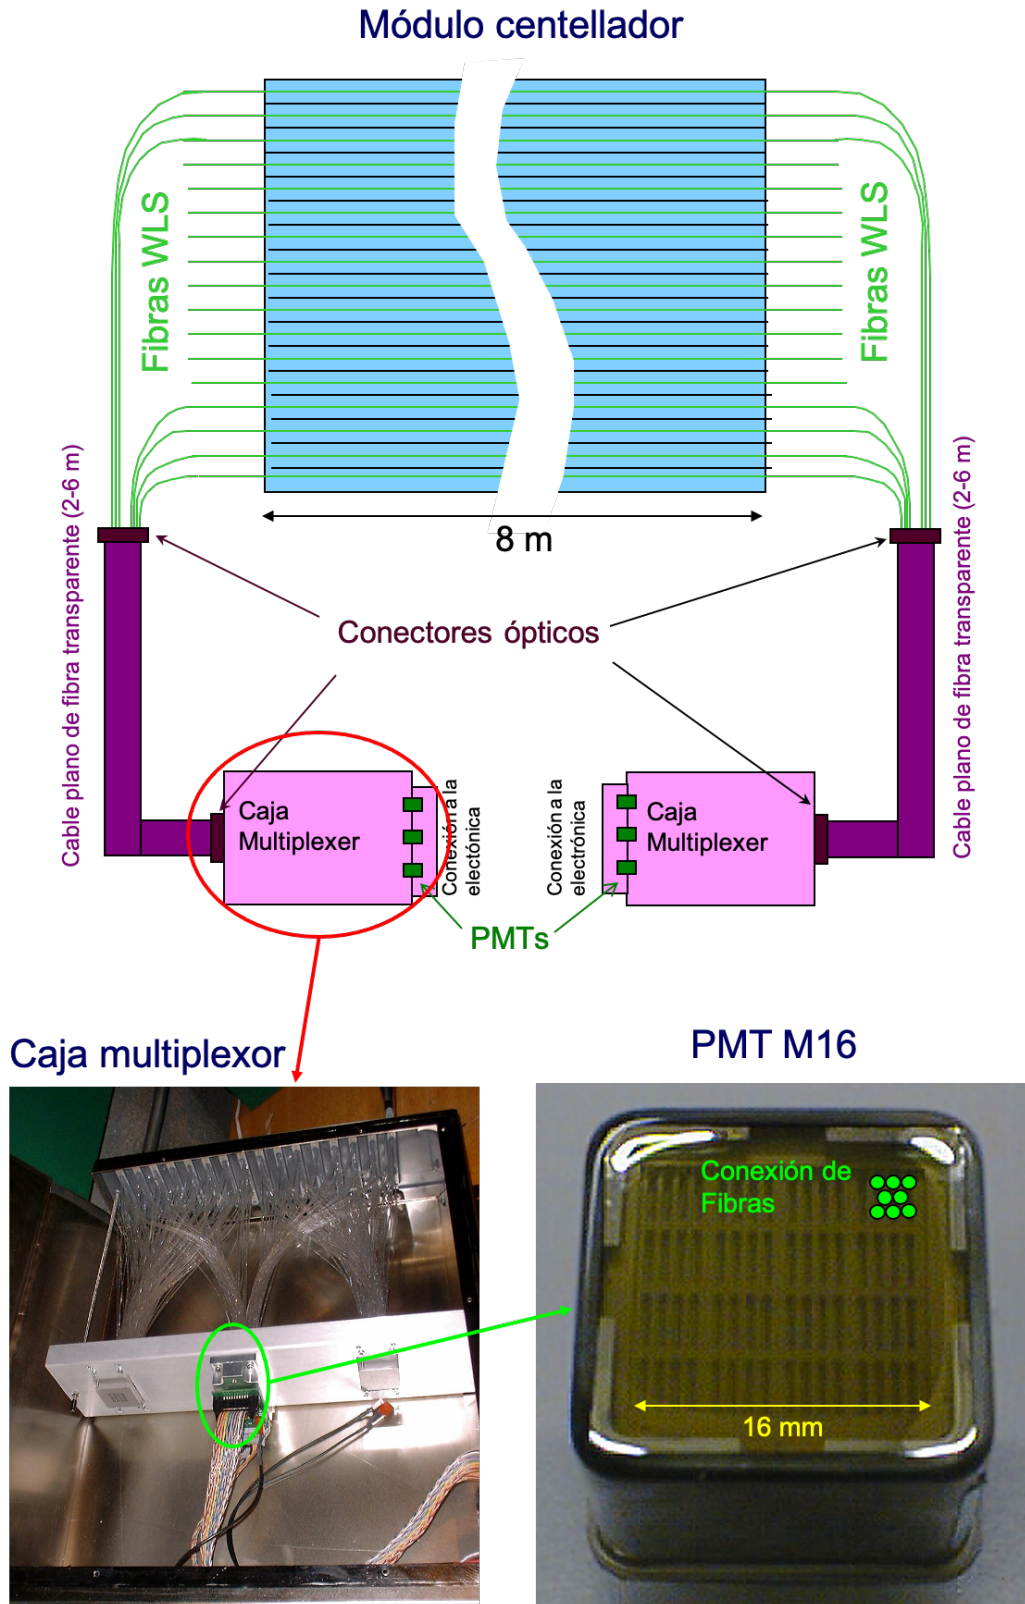 Módulo centellador
Fibras WLS
Fibras WLS
8 m
Cable plano de fibra transparente (2-6 m)
Cable plano de fibra transparente (2-6 m)
Conectores ópticos
Caja
Multiplexer
Conexión a la
electónica
Conexión a la
electrónica
Caja
Multiplexer
PMTs
Caja multiplexor
PMT M16
Conexión de
Fibras
16 mm